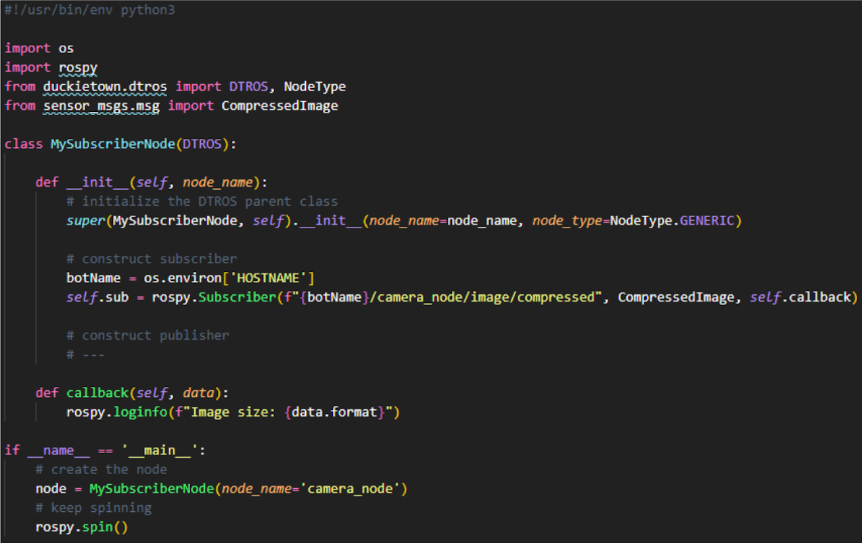 #!/usr/bin/env python3
import os
import rospy
from duckietown.dtros import DTROS, NodeType
from sensor_msgs.msg import CompressedImage
class MySubscriberNode(DTROS):
def __init__(self, node_name):
# initialize the DTROS parent class
super(MySubscriberNode, self).__init__(node_name=node_name, node_type=NodeType.GENERIC)
# construct subscriber
botName = os.environ['HOSTNAME']
self.sub = rospy.Subscriber(f"{botName}/camera_node/image/compressed", CompressedImage, self.callback)
# construct publisher
# ---
def callback(self, data):
rospy.loginfo(f"Image size: {data.format}")
if __name__ == '__main__':
# create the node
node = MySubscriberNode(node_name='camera_node')
# keep spinning
rospy.spin()